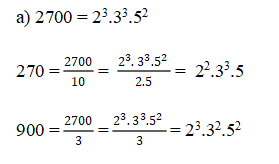 a) 2700 = 2³.3³.5²
270 = 2700/10 = 2³. 3³.5²/2.5 = 2².3³.5
900 = 2700/3 = 2³.3³.5²/3 = 2³.3².5²